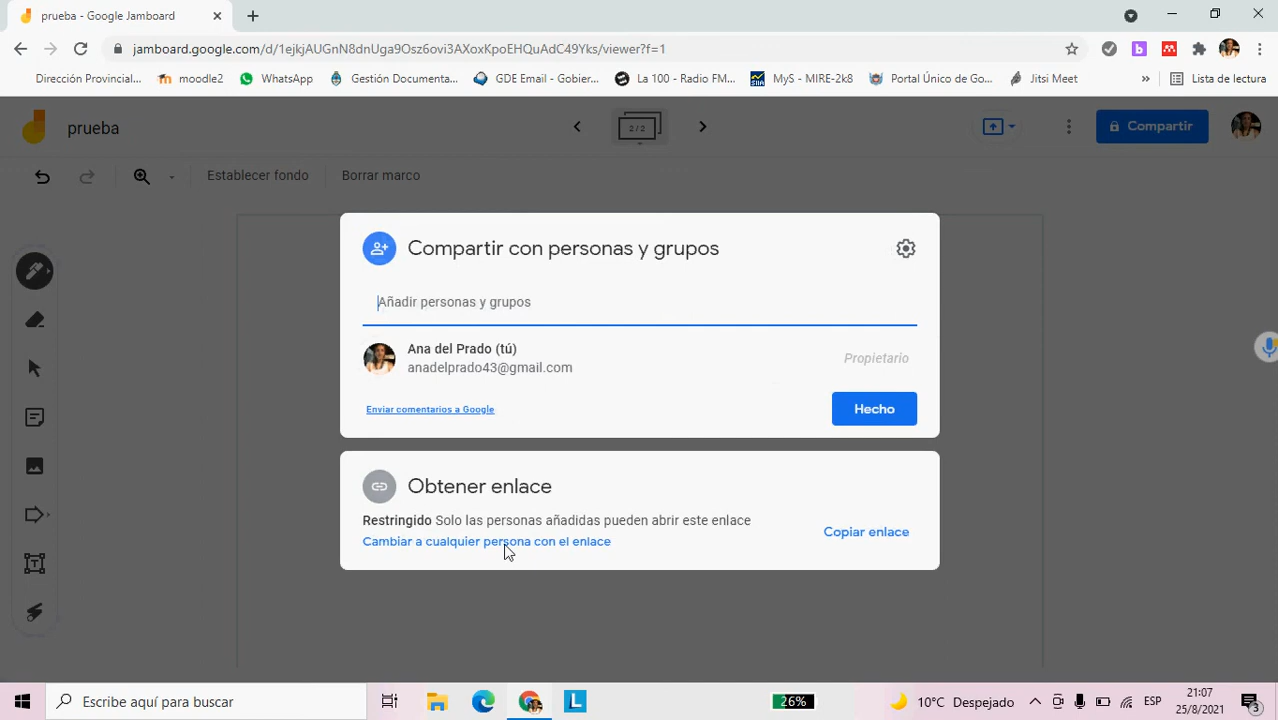 prueba - Google Jamboard
jamboard.google.com/d/1ejkjAUGnN8dnUga9Osz6ovi3AXoxKpoEHQuAdC49Yks/viewer?f=1
Dirección Provincial... moodle2 WhatsApp Gestión Documenta... GDE Email - Gobier... La 100 - Radio FM... MyS - MIRE-2k8 Portal Único de Go... Jitsi Meet » Lista de lectura
prueba
2 / 2
Compartir
Establecer fondo Borrar marco
Compartir con personas y grupos
Añadir personas y grupos
Ana del Prado (tú)
anadelprado43@gmail.com
Propietario
Enviar comentarios a Google
Hecho
Obtener enlace
Restringido Solo las personas añadidas pueden abrir este enlace
Cambiar a cualquier persona con el enlace
Copiar enlace
Escribe aquí para buscar
26%
10°C Despejado
ESP
21:07
25/8/2021
3